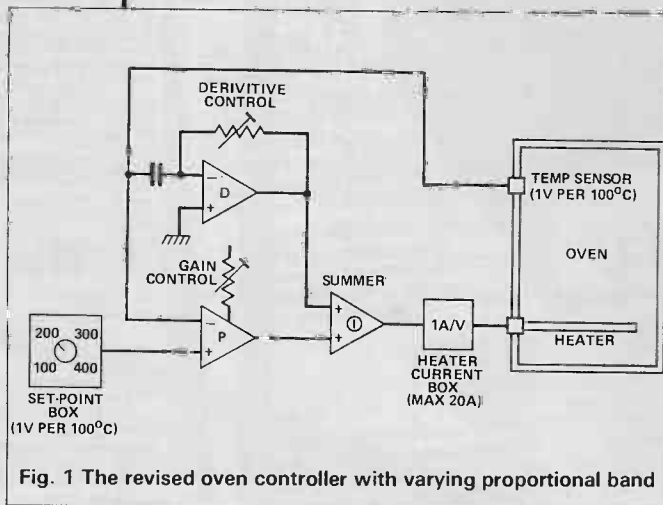 DERIVITIVE
CONTROL
- D +
GAIN
CONTROL
- P +
SUMMER
+ 1 +
TEMP SENSOR
(1V PER 100°C)
OVEN
1A/V
HEATER
HEATER
CURRENT
BOX
(MAX 20A)
200 300
100 400
SET-POINT
BOX
(1V PER 100°C)
Fig. 1 The revised oven controller with varying proportional band